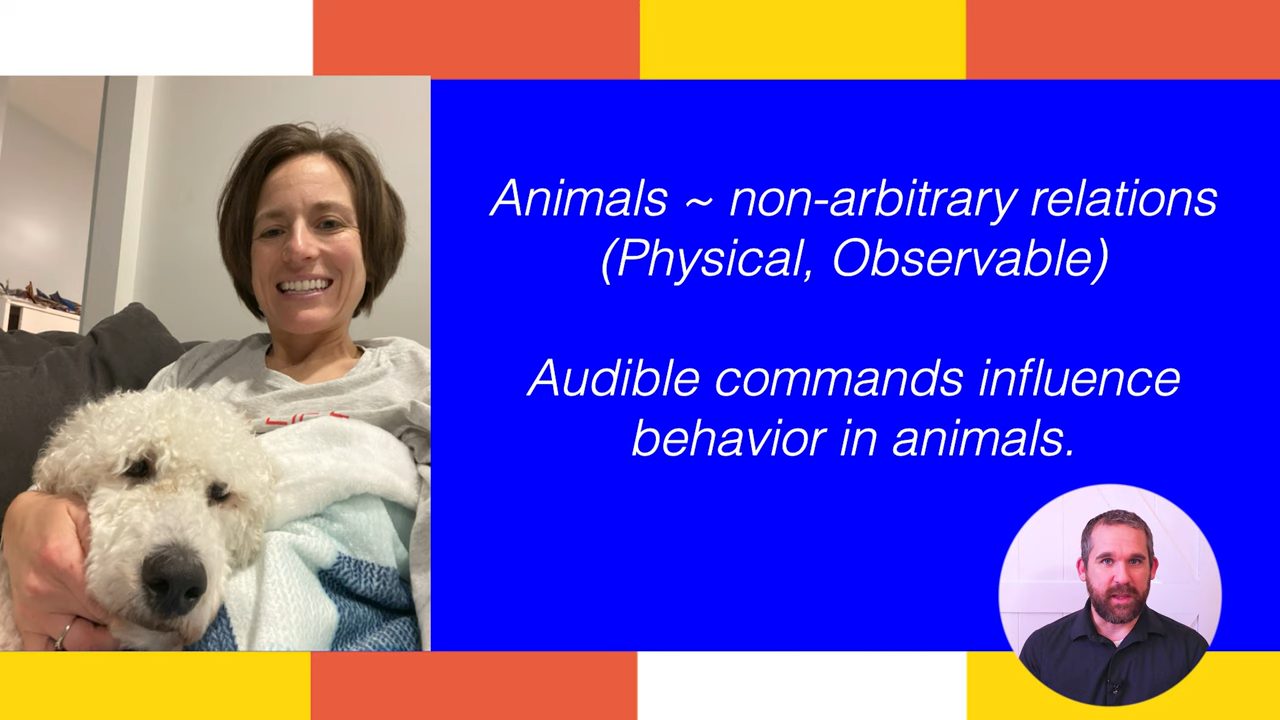 Animals ~ non-arbitrary relations
(Physical, Observable)
Audible commands influence
behavior in animals.